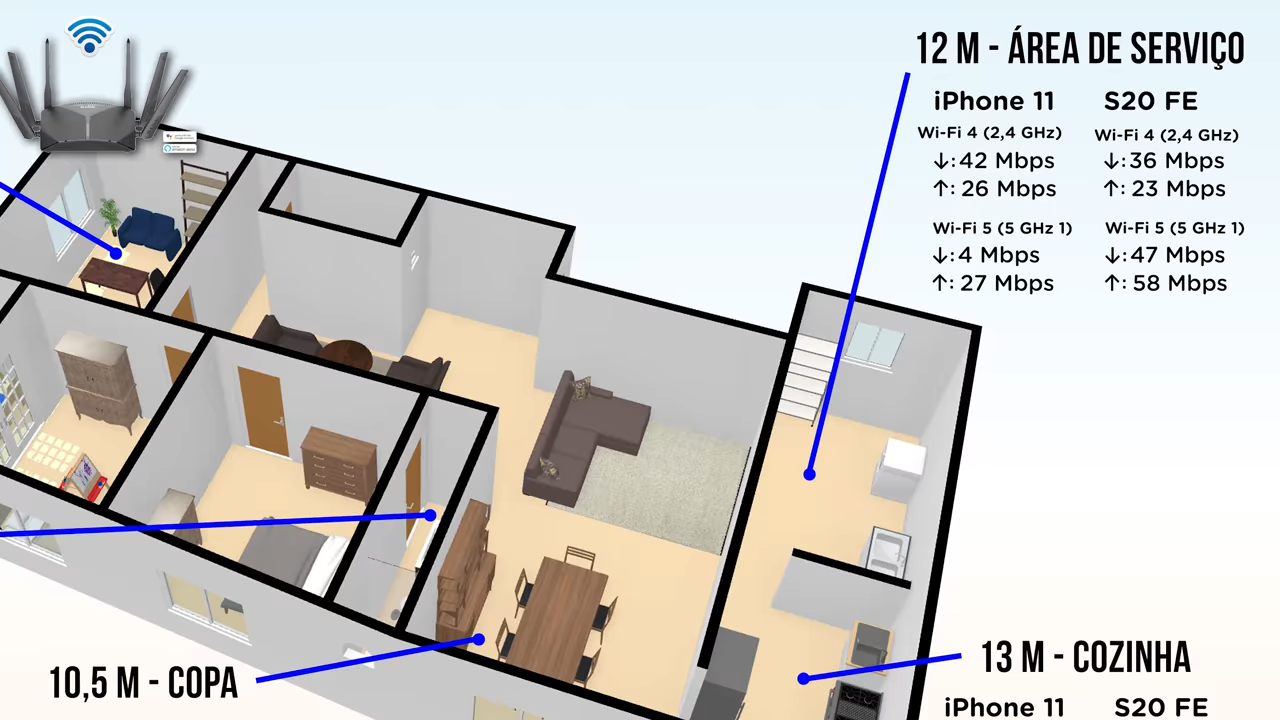 12 M - ÁREA DE SERVIÇO
iPhone 11 S20 FE
Wi-Fi 4 (2,4 GHz) Wi-Fi 4 (2,4 GHz)
↓: 42 Mbps ↓: 36 Mbps
↑: 26 Mbps ↑: 23 Mbps
Wi-Fi 5 (5 GHz 1) Wi-Fi 5 (5 GHz 1)
↓: 4 Mbps ↓: 47 Mbps
↑: 27 Mbps ↑: 58 Mbps
10,5 M - COPA
13 M - COZINHA
iPhone 11 S20 FE